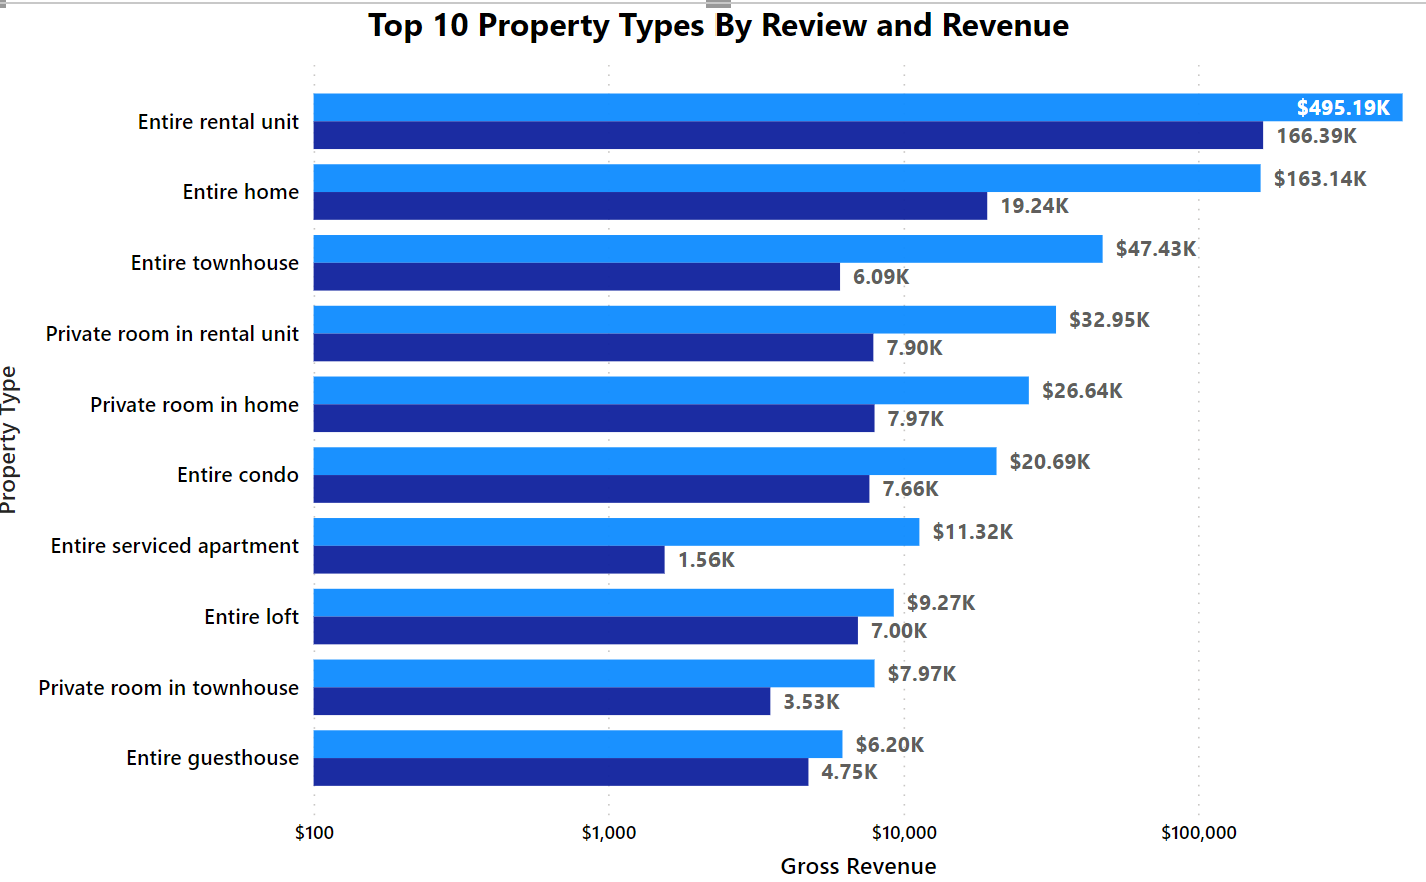 Top 10 Property Types By Review and Revenue
Property Type
Entire rental unit
$495.19K
166.39K
Entire home
$163.14K
19.24K
Entire townhouse
$47.43K
6.09K
Private room in rental unit
$32.95K
7.90K
Private room in home
$26.64K
7.97K
Entire condo
$20.69K
7.66K
Entire serviced apartment
$11.32K
1.56K
Entire loft
$9.27K
7.00K
Private room in townhouse
$7.97K
3.53K
Entire guesthouse
$6.20K
4.75K
$100 $1,000 $10,000 $100,000
Gross Revenue